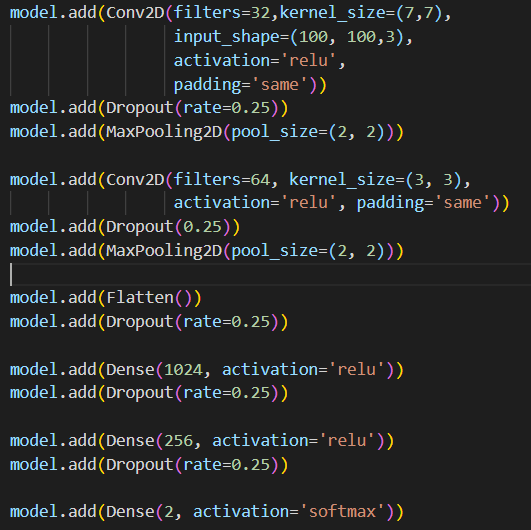 model.add(Conv2D(filters=32,kernel_size=(7,7),
input_shape=(100, 100,3),
activation='relu',
padding='same'))
model.add(Dropout(rate=0.25))
model.add(MaxPooling2D(pool_size=(2, 2)))
model.add(Conv2D(filters=64, kernel_size=(3, 3),
activation='relu', padding='same'))
model.add(Dropout(0.25))
model.add(MaxPooling2D(pool_size=(2, 2)))
model.add(Flatten())
model.add(Dropout(rate=0.25))
model.add(Dense(1024, activation='relu'))
model.add(Dropout(rate=0.25))
model.add(Dense(256, activation='relu'))
model.add(Dropout(rate=0.25))
model.add(Dense(2, activation='softmax'))